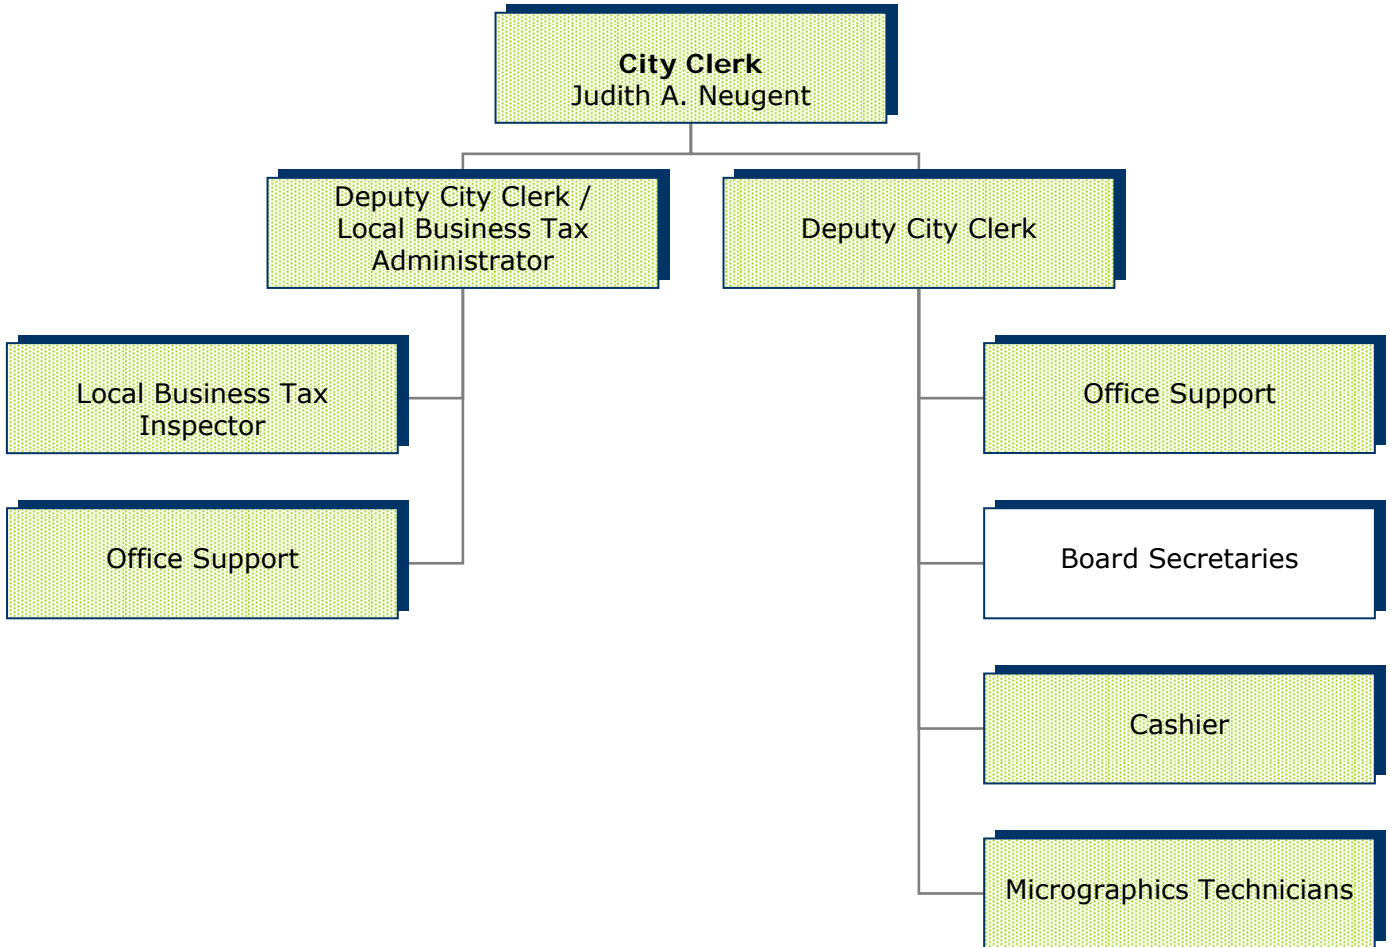 City Clerk
Judith A. Neugent
Deputy City Clerk /
Local Business Tax
Administrator
Deputy City Clerk
Local Business Tax
Inspector
Office Support
Office Support
Board Secretaries
Cashier
Micrographics Technicians